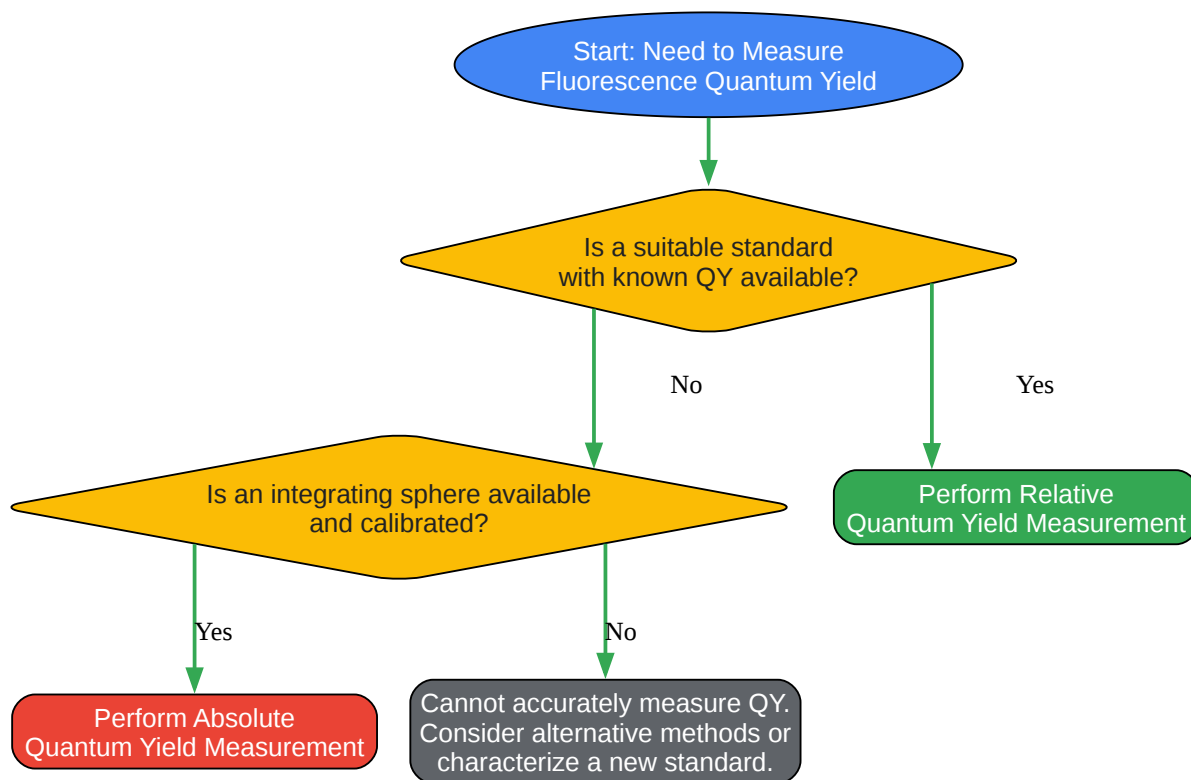 Start: Need to Measure
Fluorescence Quantum Yield
Is a suitable standard
with known QY available?
No
Yes
Is an integrating sphere available
and calibrated?
Perform Relative
Quantum Yield Measurement
Yes
No
Perform Absolute
Quantum Yield Measurement
Cannot accurately measure QY.
Consider alternative methods or
characterize a new standard.